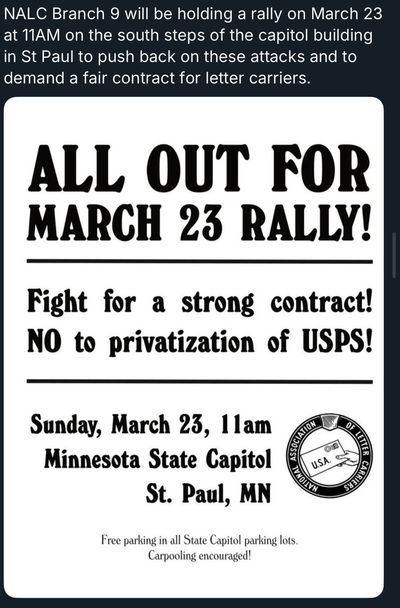 NALC Branch 9 will be holding a rally on March 23
at 11AM on the south steps of the capitol building
in St Paul to push back on these attacks and to
demand a fair contract for letter carriers.
ALL OUT FOR
MARCH 23 RALLY!
Fight for a strong contract!
NO to privatization of USPS!
Sunday, March 23, 11am
Minnesota State Capitol
St. Paul, MN
NATIONAL ASSOCIATION OF LETTER CARRIERS
U.S.A.
Free parking in all State Capitol parking lots.
Carpooling encouraged!